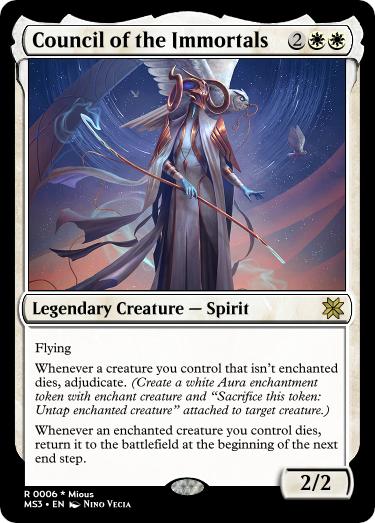 Council of the Immortals 2
Legendary Creature — Spirit
Flying
Whenever a creature you control that isn't enchanted
dies, adjudicate. (Create a white Aura enchantment
token with enchant creature and “Sacrifice this token:
Untap enchanted creature” attached to target creature.)
Whenever an enchanted creature you control dies,
return it to the battlefield at the beginning of the next
end step.
2/2
R 0006 * Mious
MS3 • EN Nino Vecia